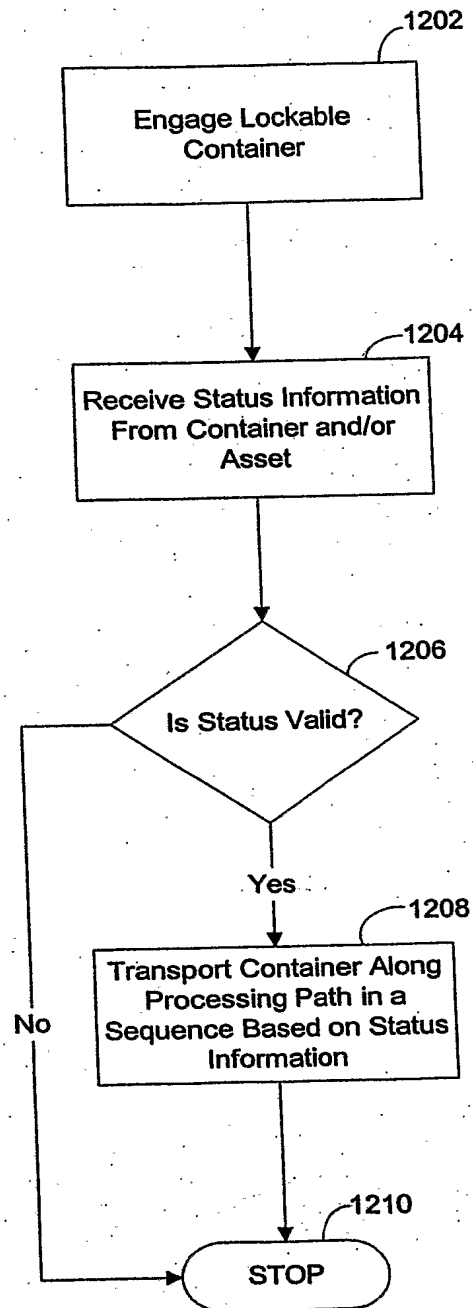 1202
Engage Lockable
Container
1204
Receive Status Information
From Container and/or
Asset
1206
Is Status Valid?
Yes
1208
Transport Container Along
Processing Path in a
Sequence Based on Status
Information
No
1210
STOP